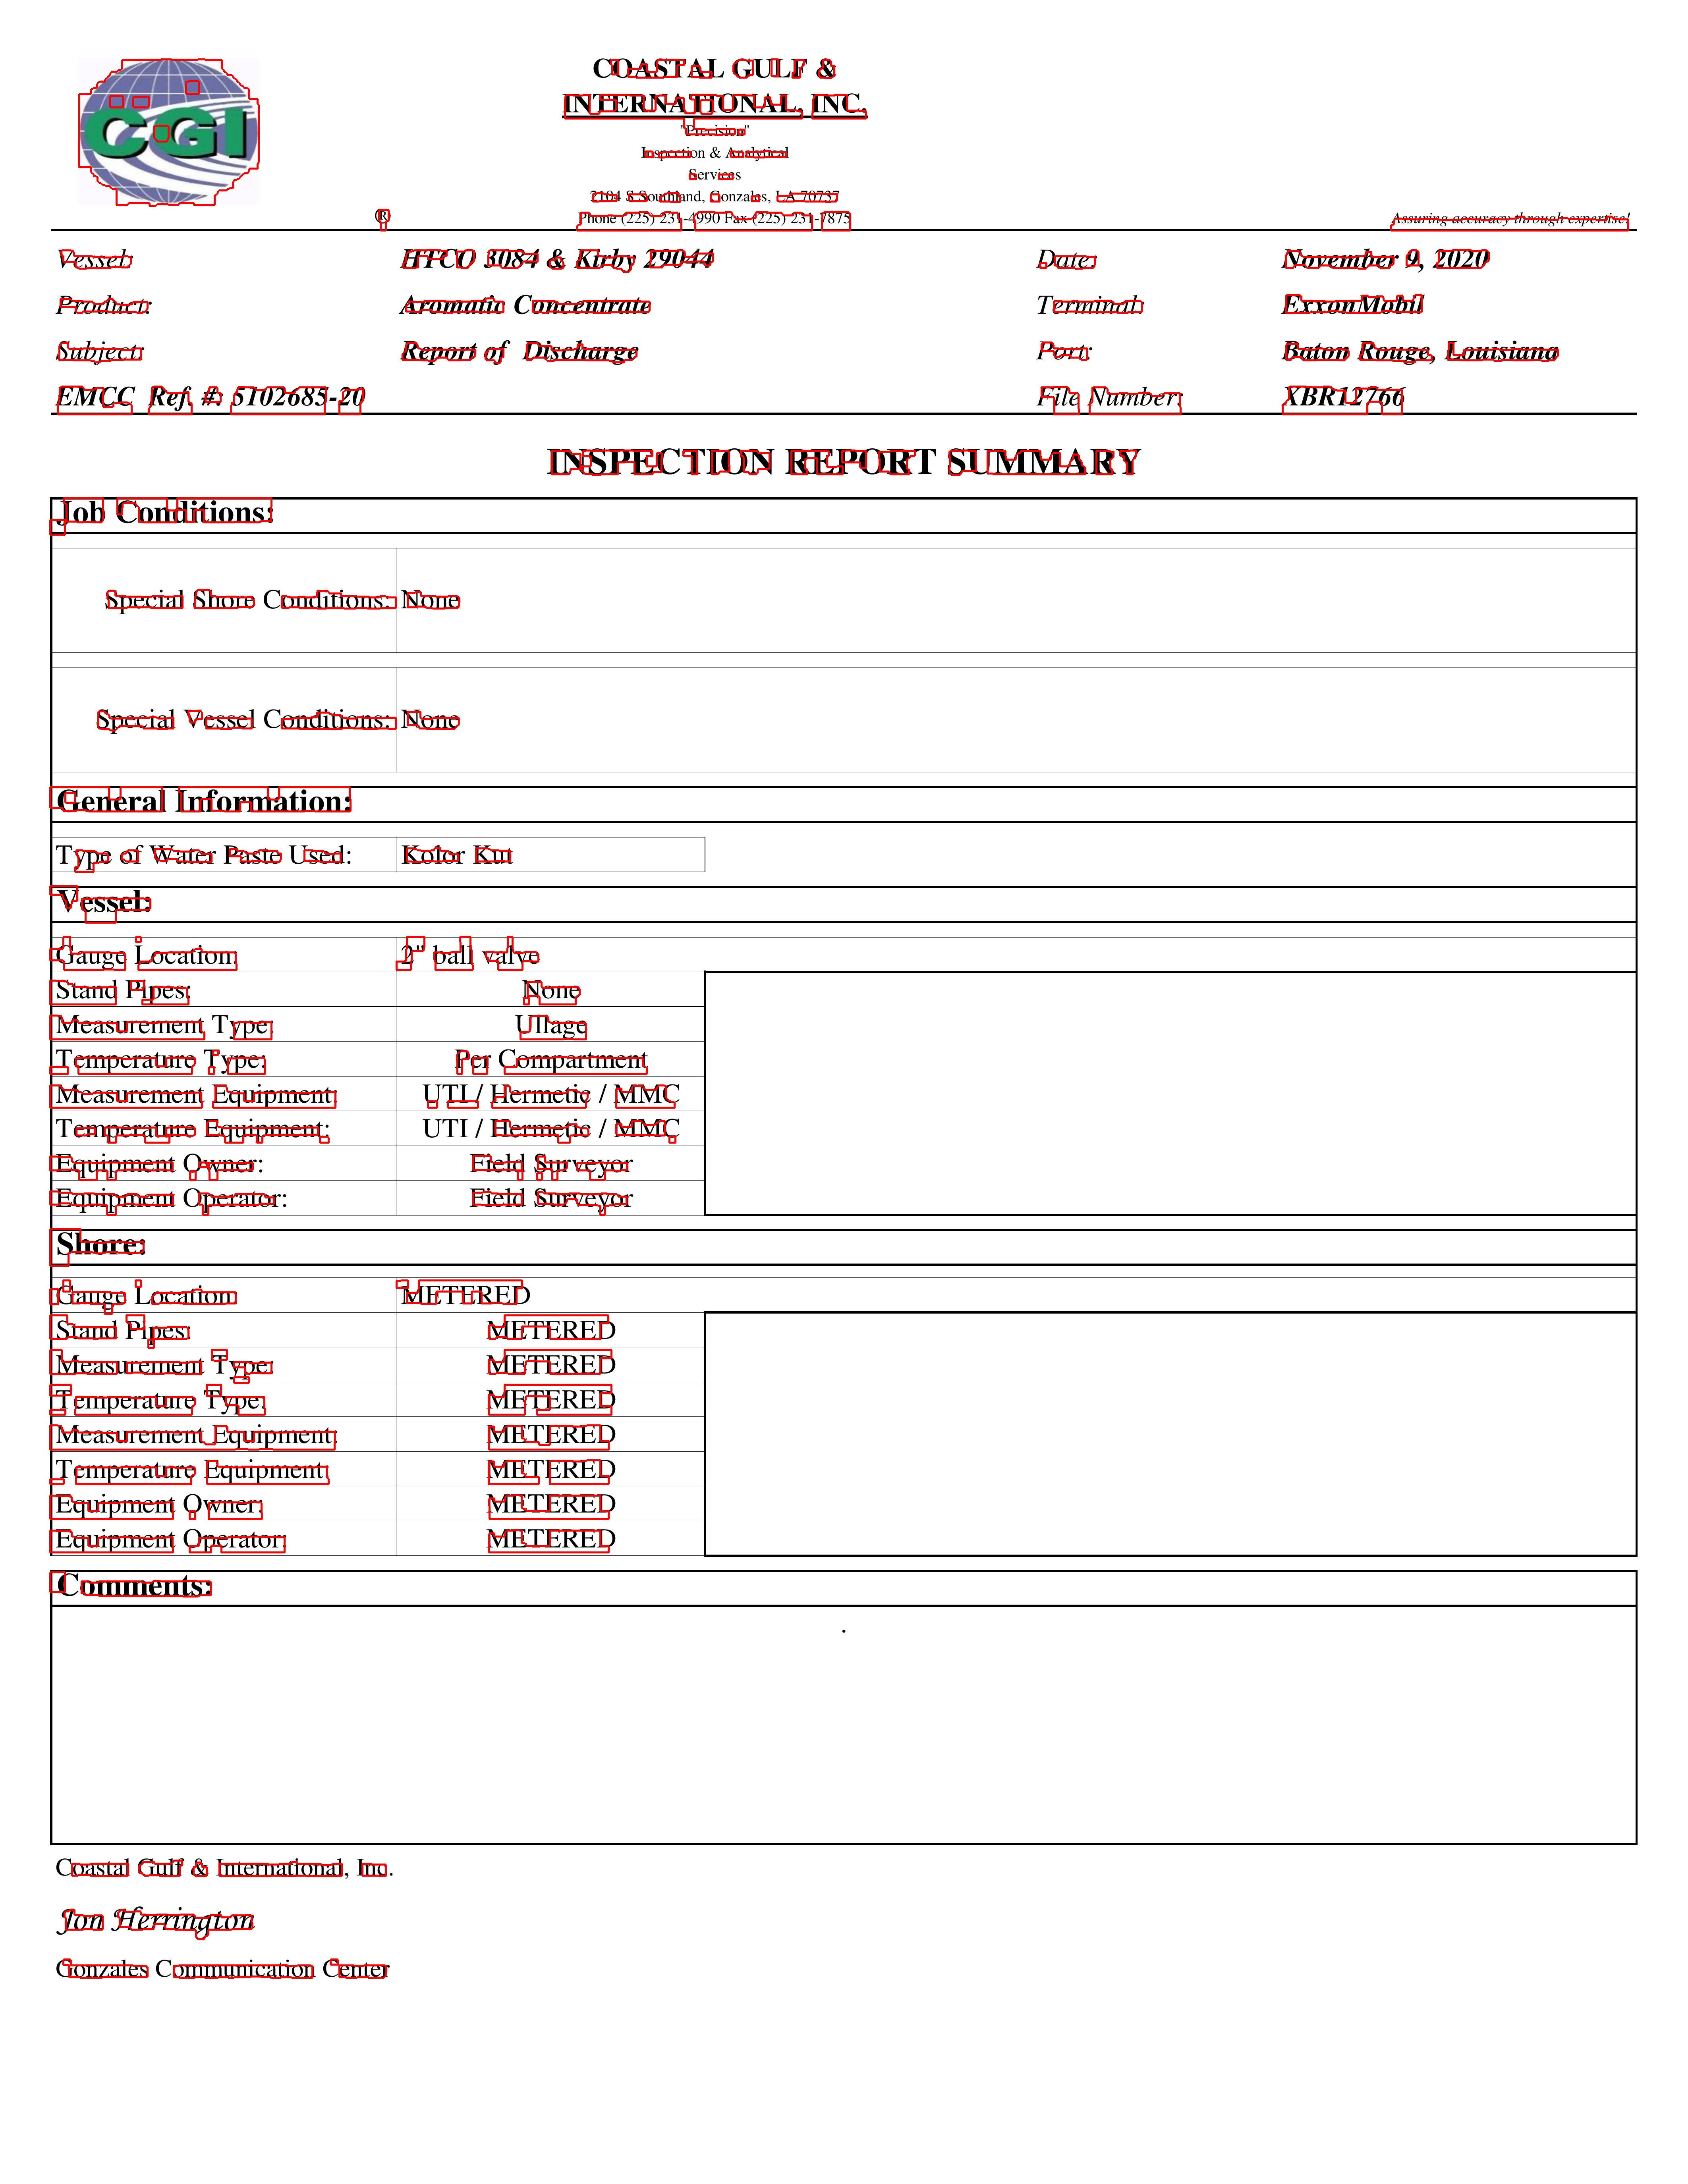 CGI
COASTAL GULF &
INTERNATIONAL, INC.
"Precision"
Inspection & Analytical
Services
2104 S Southland, Gonzales, LA 70737
® Phone (225) 231-4990 Fax (225) 231-7875 Assuring accuracy through expertise!
Vessel: HTCO 3084 & Kirby 29044 Date: November 9, 2020
Product: Aromatic Concentrate Terminal: ExxonMobil
Subject: Report of Discharge Port: Baton Rouge, Louisiana
EMCC Ref. #: 5102685-20 File Number: XBR12766
INSPECTION REPORT SUMMARY
Job Conditions:
Special Shore Conditions: None
Special Vessel Conditions: None
General Information:
Type of Water Paste Used: Kolor Kut
Vessel:
Gauge Location: 2" ball valve
Stand Pipes: None
Measurement Type: Ullage
Temperature Type: Per Compartment
Measurement Equipment: UTI / Hermetic / MMC
Temperature Equipment: UTI / Hermetic / MMC
Equipment Owner: Field Surveyor
Equipment Operator: Field Surveyor
Shore:
Gauge Location: METERED
Stand Pipes: METERED
Measurement Type: METERED
Temperature Type: METERED
Measurement Equipment: METERED
Temperature Equipment: METERED
Equipment Owner: METERED
Equipment Operator: METERED
Comments:
.
Coastal Gulf & International, Inc.
Jon Herrington
Gonzales Communication Center